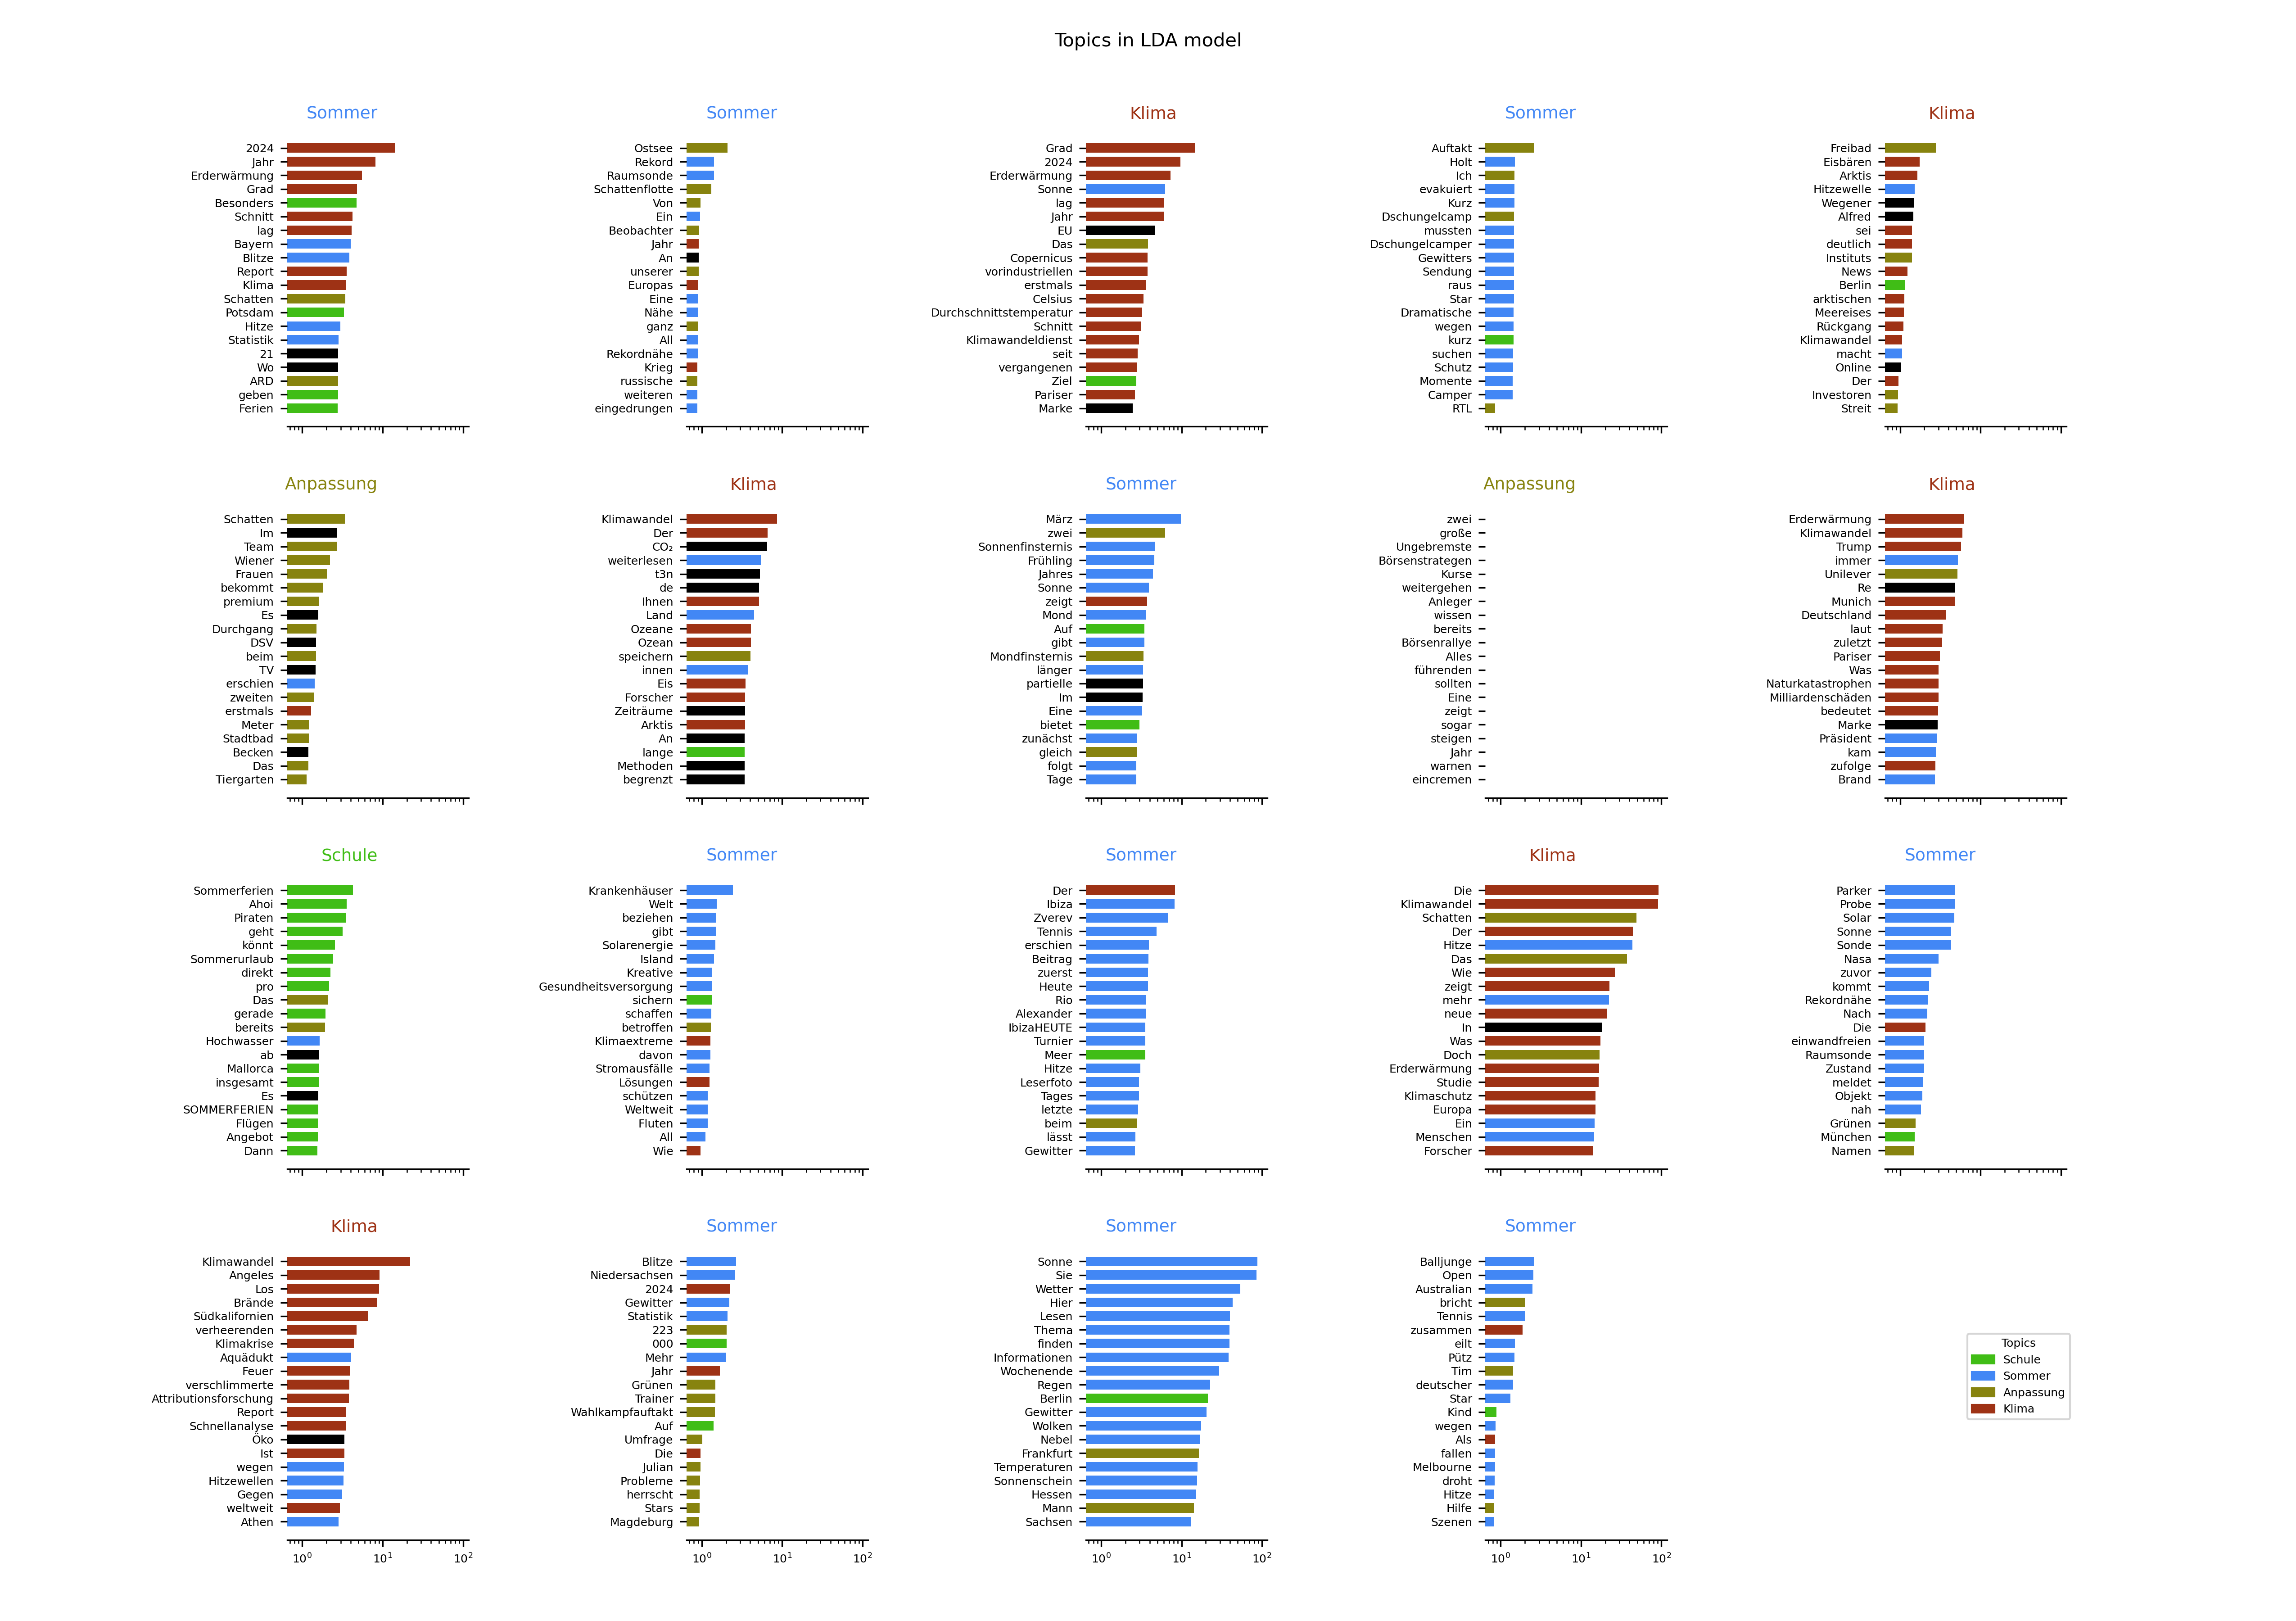 Topics in LDA model
Sommer
2024
Jahr
Erderwärmung
Grad
Besonders
Schnitt
lag
Bayern
Blitze
Report
Klima
Schatten
Potsdam
Hitze
Statistik
21
Wo
ARD
geben
Ferien
Sommer
Ostsee
Rekord
Raumsonde
Schattenflotte
Von
Ein
Beobachter
Jahr
An
unserer
Europas
Eine
Nähe
ganz
All
Rekordnähe
Krieg
russische
weiteren
eingedrungen
Klima
Grad
2024
Erderwärmung
Sonne
lag
Jahr
EU
Das
Copernicus
vorindustriellen
erstmals
Celsius
Durchschnittstemperatur
Schnitt
Klimawandeldienst
seit
vergangenen
Ziel
Pariser
Marke
Sommer
Auftakt
Holt
Ich
evakuiert
Kurz
Dschungelcamp
mussten
Dschungelcamper
Gewitters
Sendung
raus
Star
Dramatische
wegen
kurz
suchen
Schutz
Momente
Camper
RTL
Klima
Freibad
Eisbären
Arktis
Hitzewelle
Wegener
Alfred
sei
deutlich
Instituts
News
Berlin
arktischen
Meereises
Rückgang
Klimawandel
macht
Online
Der
Investoren
Streit
Anpassung
Schatten
Im
Team
Wiener
Frauen
bekommt
premium
Es
Durchgang
DSV
beim
TV
erschien
zweiten
erstmals
Meter
Stadtbad
Becken
Das
Tiergarten
Klima
Klimawandel
Der
CO₂
weiterlesen
t3n
de
Ihnen
Land
Ozeane
Ozean
speichern
innen
Eis
Forscher
Zeiträume
Arktis
An
lange
Methoden
begrenzt
Sommer
März
zwei
Sonnenfinsternis
Frühling
Jahres
Sonne
zeigt
Mond
Auf
gibt
Mondfinsternis
länger
partielle
Im
Eine
bietet
zunächst
gleich
folgt
Tage
Anpassung
zwei
große
Ungebremste
Börsenstrategen
Kurse
weitergehen
Anleger
wissen
bereits
Börsenrallye
Alles
führenden
sollten
Eine
zeigt
sogar
steigen
Jahr
warnen
eincremen
Klima
Erderwärmung
Klimawandel
Trump
immer
Unilever
Re
Munich
Deutschland
laut
zuletzt
Pariser
Was
Naturkatastrophen
Milliardenschäden
bedeutet
Marke
Präsident
kam
zufolge
Brand
Schule
Sommerferien
Ahoi
Piraten
geht
könnt
Sommerurlaub
direkt
pro
Das
gerade
bereits
Hochwasser
ab
Mallorca
insgesamt
Es
SOMMERFERIEN
Flügen
Angebot
Dann
Sommer
Krankenhäuser
Welt
beziehen
gibt
Solarenergie
Island
Kreative
Gesundheitsversorgung
sichern
schaffen
betroffen
Klimaextreme
davon
Stromausfälle
Lösungen
schützen
Weltweit
Fluten
All
Wie
Sommer
Der
Ibiza
Zverev
Tennis
erschien
Beitrag
zuerst
Heute
Rio
Alexander
IbizaHEUTE
Turnier
Meer
Hitze
Leserfoto
Tages
letzte
beim
lässt
Gewitter
Klima
Die
Klimawandel
Schatten
Der
Hitze
Das
Wie
zeigt
mehr
neue
In
Was
Doch
Erderwärmung
Studie
Klimaschutz
Europa
Ein
Menschen
Forscher
Sommer
Parker
Probe
Solar
Sonne
Sonde
Nasa
zuvor
kommt
Rekordnähe
Nach
Die
einwandfreien
Raumsonde
Zustand
meldet
Objekt
nah
Grünen
München
Namen
Klima
Klimawandel
Angeles
Los
Brände
Südkalifornien
verheerenden
Klimakrise
Aquädukt
Feuer
verschlimmerte
Attributionsforschung
Report
Schnellanalyse
Öko
Ist
wegen
Hitzewellen
Gegen
weltweit
Athen
10⁰ 10¹ 10²
Sommer
Blitze
Niedersachsen
2024
Gewitter
Statistik
223
000
Mehr
Jahr
Grünen
Trainer
Wahlkampfauftakt
Auf
Umfrage
Die
Julian
Probleme
herrscht
Stars
Magdeburg
10⁰ 10¹ 10²
Sommer
Sonne
Sie
Wetter
Hier
Lesen
Thema
finden
Informationen
Wochenende
Regen
Berlin
Gewitter
Wolken
Nebel
Frankfurt
Temperaturen
Sonnenschein
Hessen
Mann
Sachsen
10⁰ 10¹ 10²
Sommer
Balljunge
Open
Australian
bricht
Tennis
zusammen
eilt
Pütz
Tim
deutscher
Star
Kind
wegen
Als
fallen
Melbourne
droht
Hitze
Hilfe
Szenen
10⁰ 10¹ 10²
Topics
Schule
Sommer
Anpassung
Klima